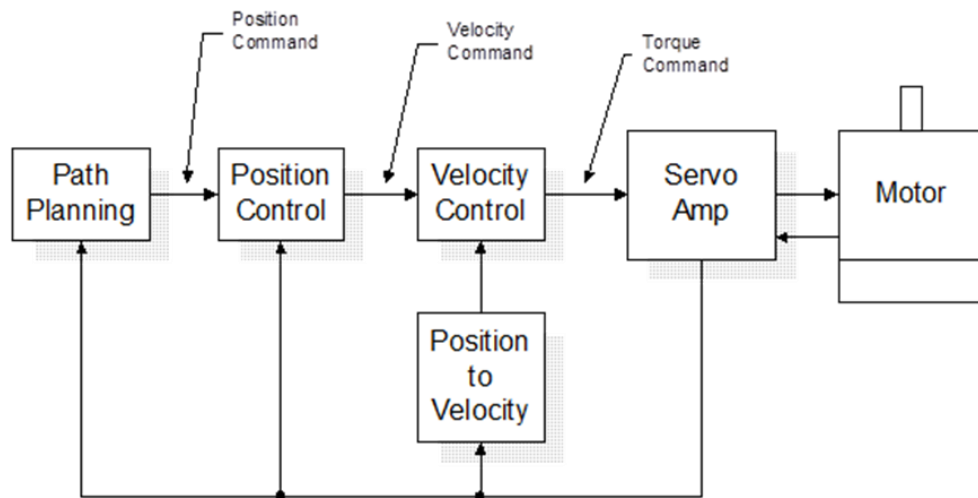 Position
Command
Velocity
Command
Torque
Command
Path
Planning
Position
Control
Velocity
Control
Servo
Amp
Motor
Position
to
Velocity